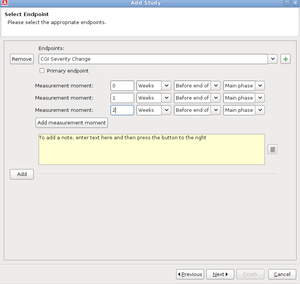 Add Study
Select Endpoint
Please select the appropriate endpoints.
Endpoints:
Remove CGI Severity Change
Primary endpoint
Measurement moment: 0 Weeks Before end of Main phase
Measurement moment: 1 Weeks Before end of Main phase
Measurement moment: 2 Weeks Before end of Main phase
Add measurement moment
To add a note, enter text here and then press the button to the right
Add
Previous Next Finish Cancel